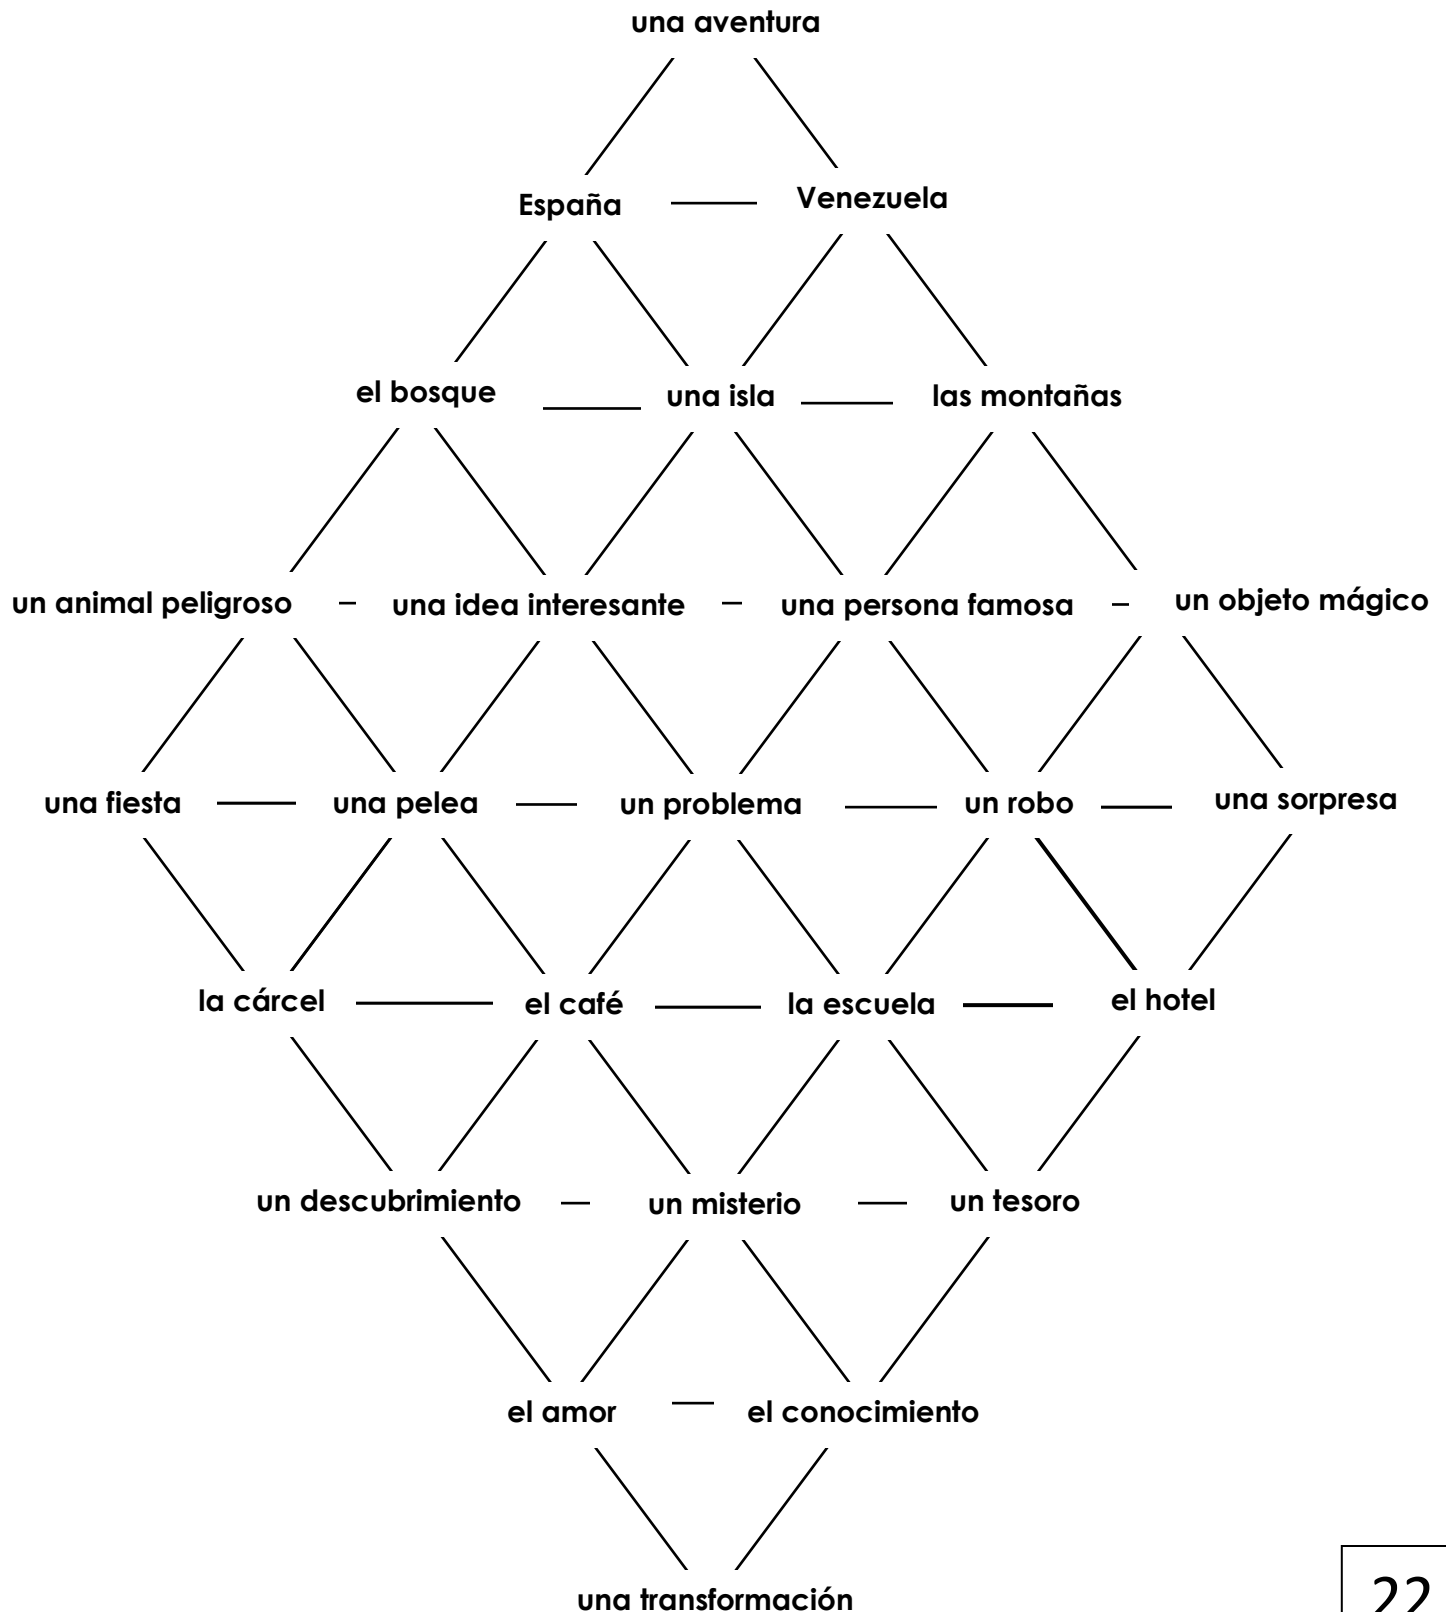 una aventura
España Venezuela
el bosque una isla las montañas
un animal peligroso una idea interesante una persona famosa un objeto mágico
una fiesta una pelea un problema un robo una sorpresa
la cárcel el café la escuela el hotel
un descubrimiento un misterio un tesoro
el amor el conocimiento
una transformación
22